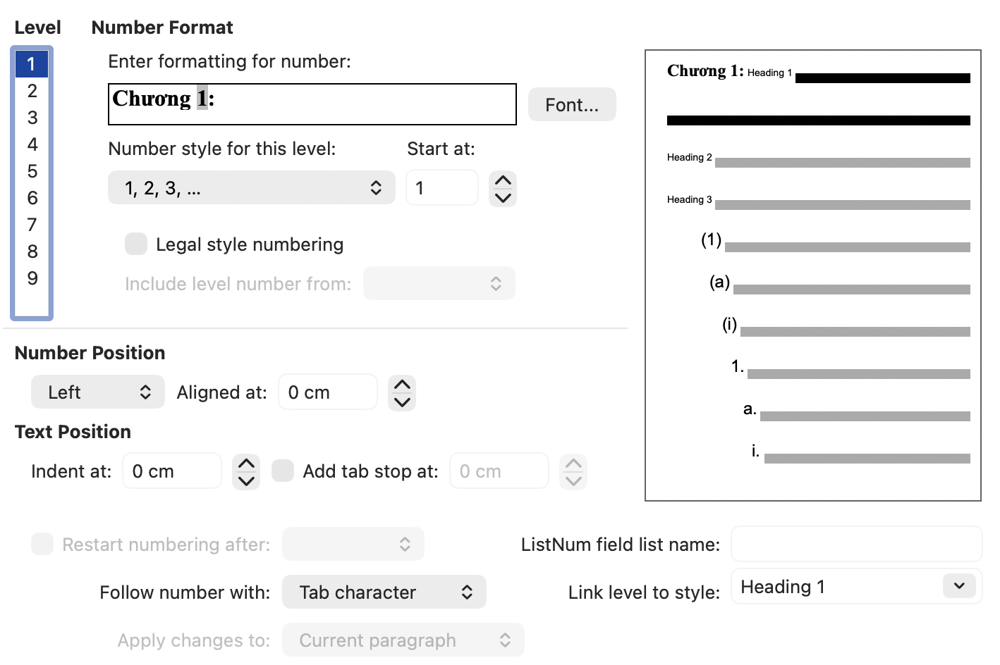 Level
Number Format
1
2
3
4
5
6
7
8
9
Enter formatting for number:
Chương 1:
Font...
Number style for this level:
Start at:
1, 2, 3, ...
1
Legal style numbering
Include level number from:
Number Position
Left
Aligned at:
0 cm
Text Position
Indent at:
0 cm
Add tab stop at:
0 cm
Chương 1: Heading 1
Heading 2
Heading 3
(1)
(a)
(i)
1.
a.
i.
Restart numbering after:
ListNum field list name:
Follow number with:
Tab character
Link level to style:
Heading 1
Apply changes to:
Current paragraph